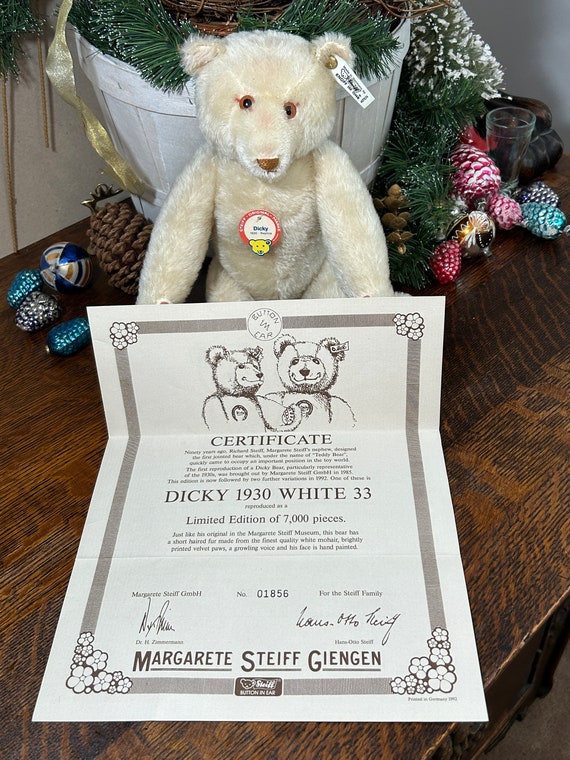 Dicky
BUTTON
IN
EAR
CERTIFICATE
Ninety years ago, Richard Steiff, Margarete Steiff's nephew, designed
the first jointed bear which, under the name of "Teddy Bear",
quickly came to occupy an important position in the toy world.
The first reproduction of a Dicky Bear, particularly representative
of the 1930s, was brought out by Margarete Steiff GmbH in 1985.
This edition is now followed by two further variations in 1992. One of these is
DICKY 1930 WHITE 33
reproduced as a
Limited Edition of 7,000 pieces.
Just like his original in the Margarete Steiff Museum, this bear has
a short haired fur made from the finest quality white mohair, brightly
printed velvet paws, a growling voice and his face is hand painted.
Margarete Steiff GmbH No. 01856 For the Steiff Family
Dr. H. Zimmermann Hans-Otto Steiff
MARGARETE STEIFF GIENGEN
Steiff
BUTTON IN EAR
Printed in Germany 1992